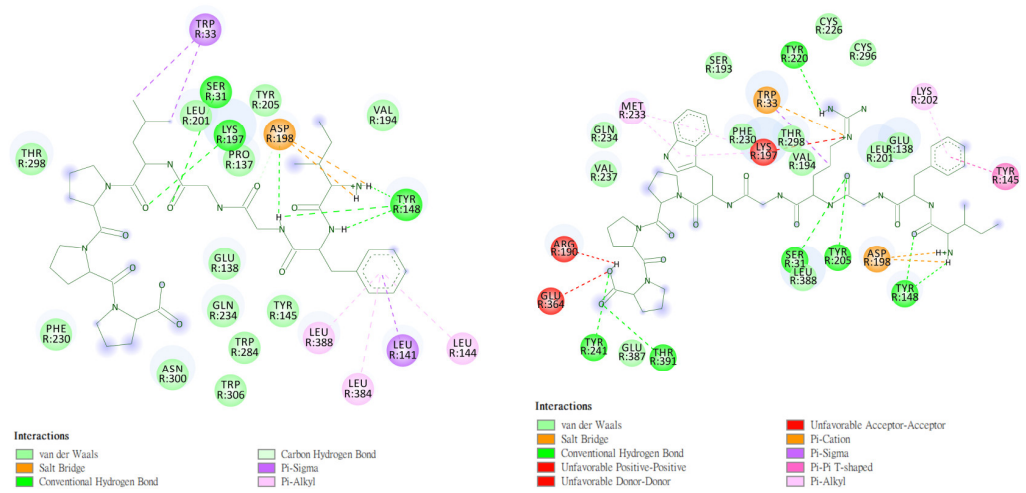 TRP
R:33
SER
R:31
LEU
R:201
TYR
R:205
LYS
R:197
ASP
R:198
VAL
R:194
PRO
R:137
THR
R:298
TYR
R:148
GLU
R:138
GLN
R:234
TYR
R:145
PHE
R:230
TRP
R:284
LEU
R:388
LEU
R:141
LEU
R:144
ASN
R:300
TRP
R:306
LEU
R:384
N
O
O
N
N
O
N
O
N
O
N
O
O
O
N
H
N
H
N
+
H
H
O
Interactions
van der Waals
Salt Bridge
Conventional Hydrogen Bond
Carbon Hydrogen Bond
Pi-Sigma
Pi-Alkyl
CYS
R:226
TYR
R:220
CYS
R:296
SER
R:193
TRP
R:33
LYS
R:202
MET
R:233
GLN
R:234
PHE
R:230
THR
R:298
LYS
R:197
VAL
R:194
GLU
R:138
LEU
R:201
VAL
R:237
TYR
R:145
ARG
R:190
SER
R:31
TYR
R:205
LEU
R:388
ASP
R:198
TYR
R:148
GLU
R:364
TYR
R:241
GLU
R:387
THR
R:391
Interactions
van der Waals
Salt Bridge
Conventional Hydrogen Bond
Unfavorable Positive-Positive
Unfavorable Donor-Donor
Unfavorable Acceptor-Acceptor
Pi-Cation
Pi-Sigma
Pi-Pi T-shaped
Pi-Alkyl